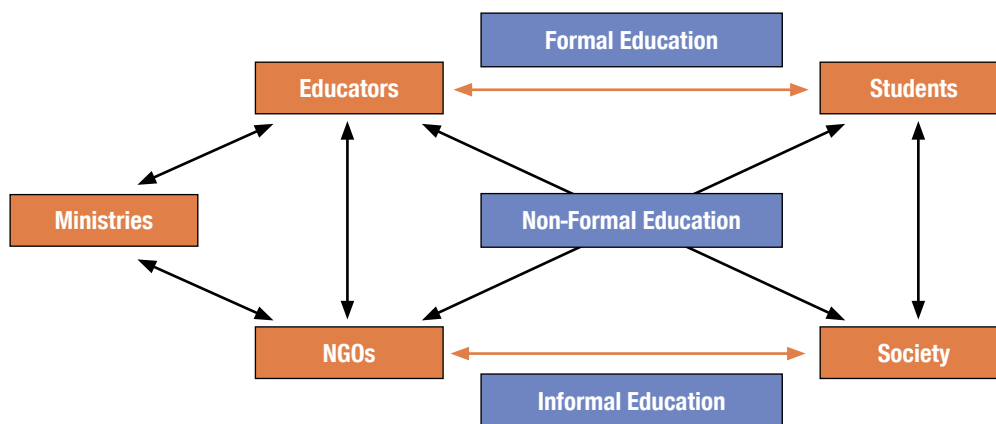 Formal Education
Educators
Students
Ministries
Non-Formal Education
NGOs
Society
Informal Education